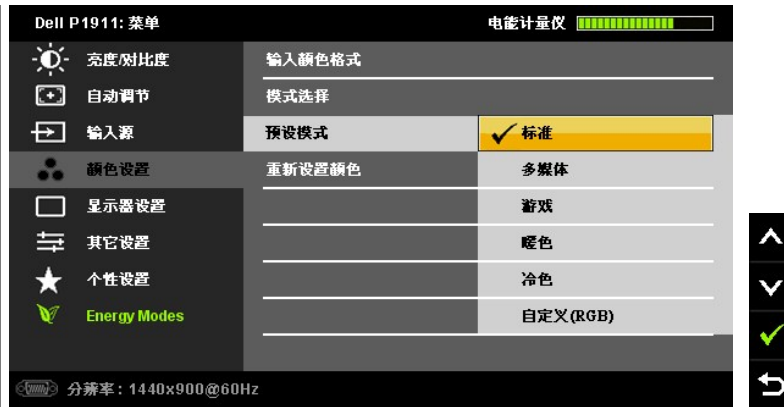 Dell P1911: 菜单
电能计量仪
亮度/对比度
输入颜色格式
自动调节
模式选择
输入源
预设模式
标准
颜色设置
重新设置颜色
多媒体
显示器设置
游戏
其它设置
暖色
个性设置
冷色
Energy Modes
自定义(RGB)
分辨率: 1440x900@60Hz